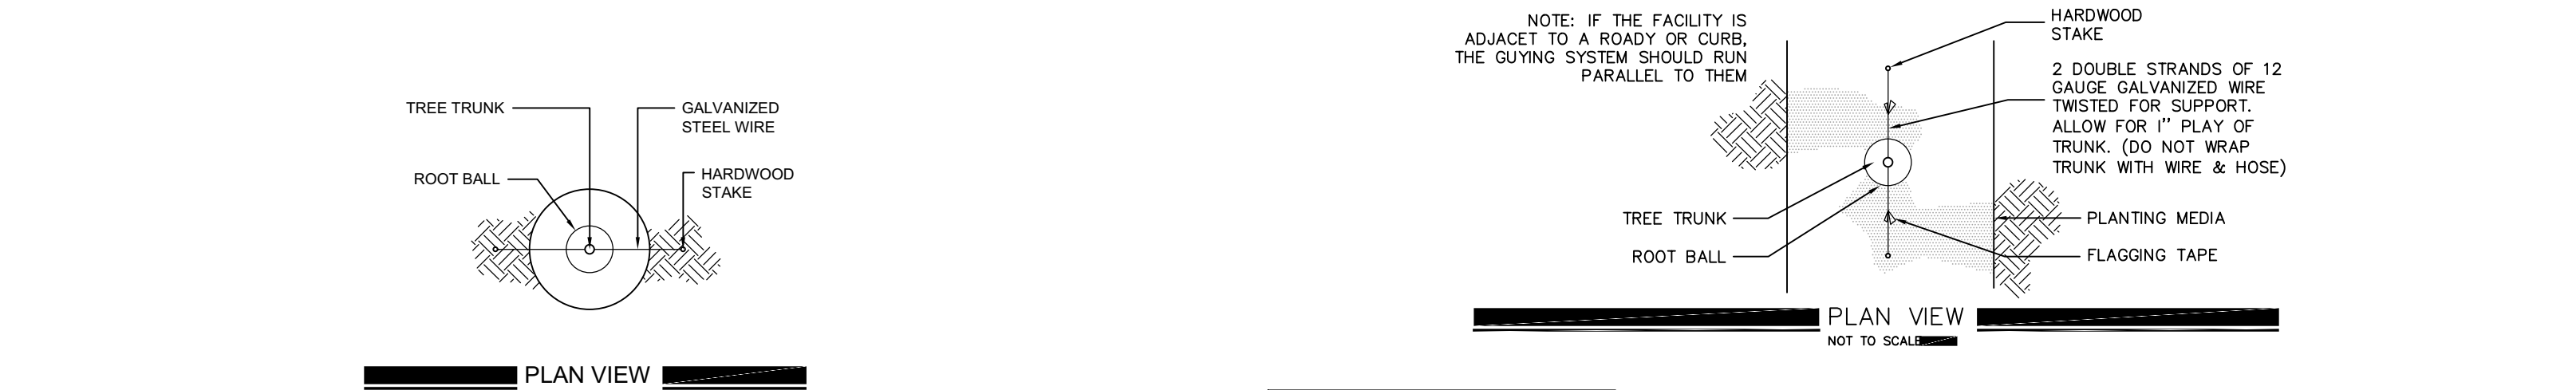 TREE TRUNK
GALVANIZED
STEEL WIRE
ROOT BALL
HARDWOOD
STAKE
PLAN VIEW
NOTE: IF THE FACILITY IS
ADJACET TO A ROADY OR CURB,
THE GUYING SYSTEM SHOULD RUN
PARALLEL TO THEM
HARDWOOD
STAKE
2 DOUBLE STRANDS OF 12
GAUGE GALVANIZED WIRE
TWISTED FOR SUPPORT.
ALLOW FOR 1" PLAY OF
TRUNK. (DO NOT WRAP
TRUNK WITH WIRE & HOSE)
TREE TRUNK
PLANTING MEDIA
ROOT BALL
FLAGGING TAPE
PLAN VIEW
NOT TO SCALE